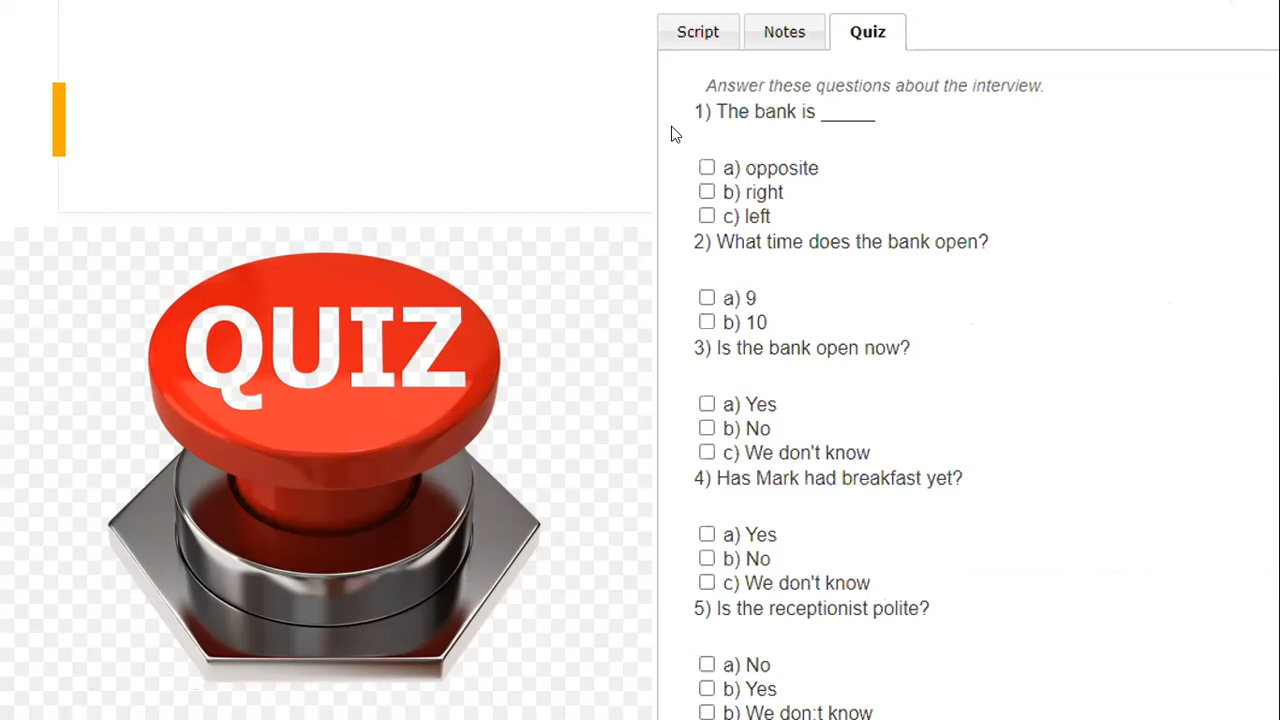 Script
Notes
Quiz
Answer these questions about the interview.
1) The bank is ______
a) opposite
b) right
c) left
2) What time does the bank open?
a) 9
b) 10
3) Is the bank open now?
a) Yes
b) No
c) We don't know
4) Has Mark had breakfast yet?
a) Yes
b) No
c) We don't know
5) Is the receptionist polite?
a) No
b) Yes
b) We don:t know
QUIZ